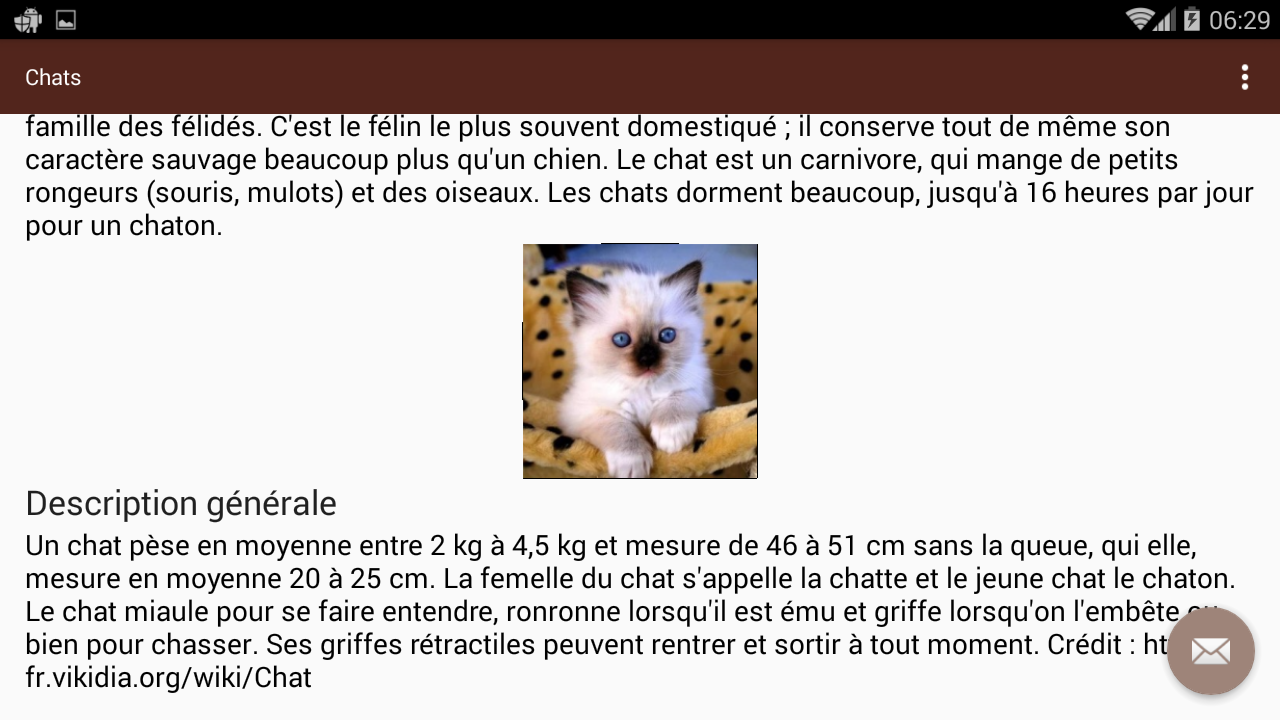 06:29
Chats
famille des félidés. C'est le félin le plus souvent domestiqué ; il conserve tout de même son
caractère sauvage beaucoup plus qu'un chien. Le chat est un carnivore, qui mange de petits
rongeurs (souris, mulots) et des oiseaux. Les chats dorment beaucoup, jusqu'à 16 heures par jour
pour un chaton.
Description générale
Un chat pèse en moyenne entre 2 kg à 4,5 kg et mesure de 46 à 51 cm sans la queue, qui elle,
mesure en moyenne 20 à 25 cm. La femelle du chat s'appelle la chatte et le jeune chat le chaton.
Le chat miaule pour se faire entendre, ronronne lorsqu'il est ému et griffe lorsqu'on l'embête
bien pour chasser. Ses griffes rétractiles peuvent rentrer et sortir à tout moment. Crédit :
fr.vikidia.org/wiki/Chat